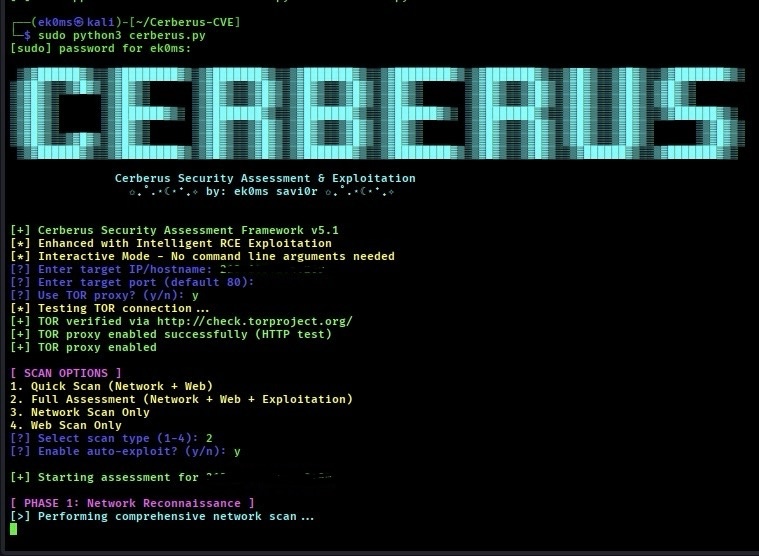 ┌──(ek0ms㉿kali)-[~/Cerberus-CVE]
└─$ sudo python3 cerberus.py
[sudo] password for ek0ms:
CERBERUS
Cerberus Security Assessment & Exploitation
✩.˚.⋆☾⋆⁺.✧ by: ek0ms savi0r ✩.˚.⋆☾⋆⁺.✧
[+] Cerberus Security Assessment Framework v5.1
[★] Enhanced with Intelligent RCE Exploitation
[★] Interactive Mode - No command line arguments needed
[?] Enter target IP/hostname:
[?] Enter target port (default 80):
[?] Use TOR proxy? (y/n): y
[★] Testing TOR connection...
[+] TOR verified via http://check.torproject.org/
[+] TOR proxy enabled successfully (HTTP test)
[+] TOR proxy enabled
[ SCAN OPTIONS ]
1. Quick Scan (Network + Web)
2. Full Assessment (Network + Web + Exploitation)
3. Network Scan Only
4. Web Scan Only
[?] Select scan type (1-4): 2
[?] Enable auto-exploit? (y/n): y
[+] Starting assessment for
[ PHASE 1: Network Reconnaissance ]
[>] Performing comprehensive network scan...